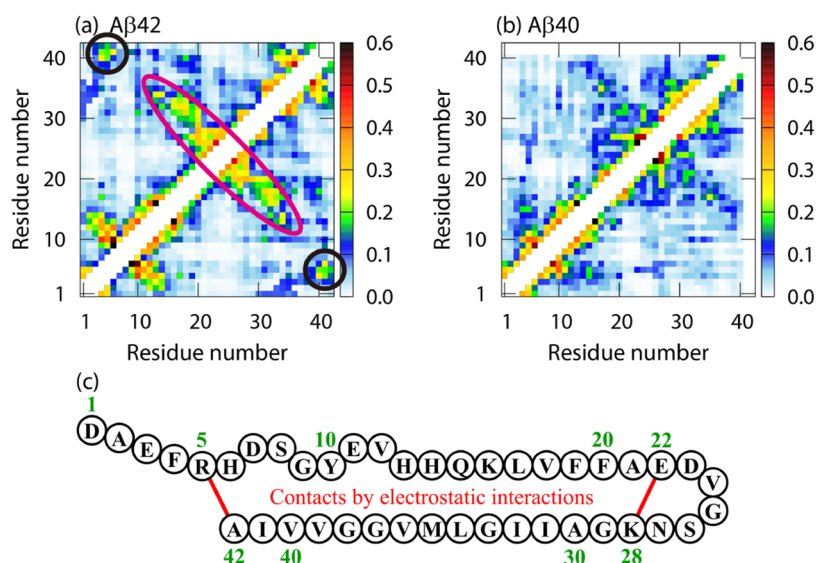 (a) Aβ42
(b) Aβ40
Residue number
40
30
20
10
1
1 10 20 30 40
Residue number
0.6
0.5
0.4
0.3
0.2
0.1
0.0
Residue number
40
30
20
10
1
1 10 20 30 40
Residue number
0.6
0.5
0.4
0.3
0.2
0.1
0.0
(c)
1 5 10 20 22
D A E F R H D S G Y E V H H Q K L V F F A E D V
G
Contacts by electrostatic interactions
A I V V G G V M L G I I A G K N S
42 40 30 28